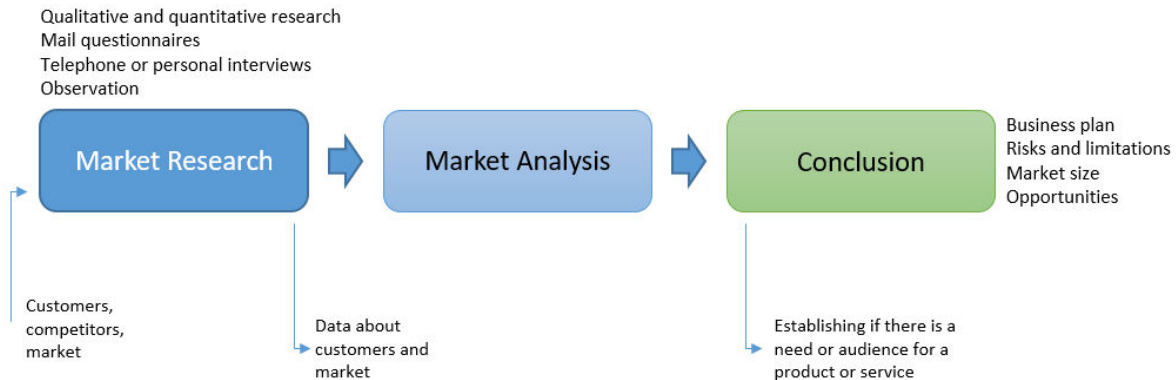 Qualitative and quantitative research
Mail questionnaires
Telephone or personal interviews
Observation
Market Research
Market Analysis
Conclusion
Business plan
Risks and limitations
Market size
Opportunities
Customers,
competitors,
market
Data about
customers and
market
Establishing if there is a
need or audience for a
product or service